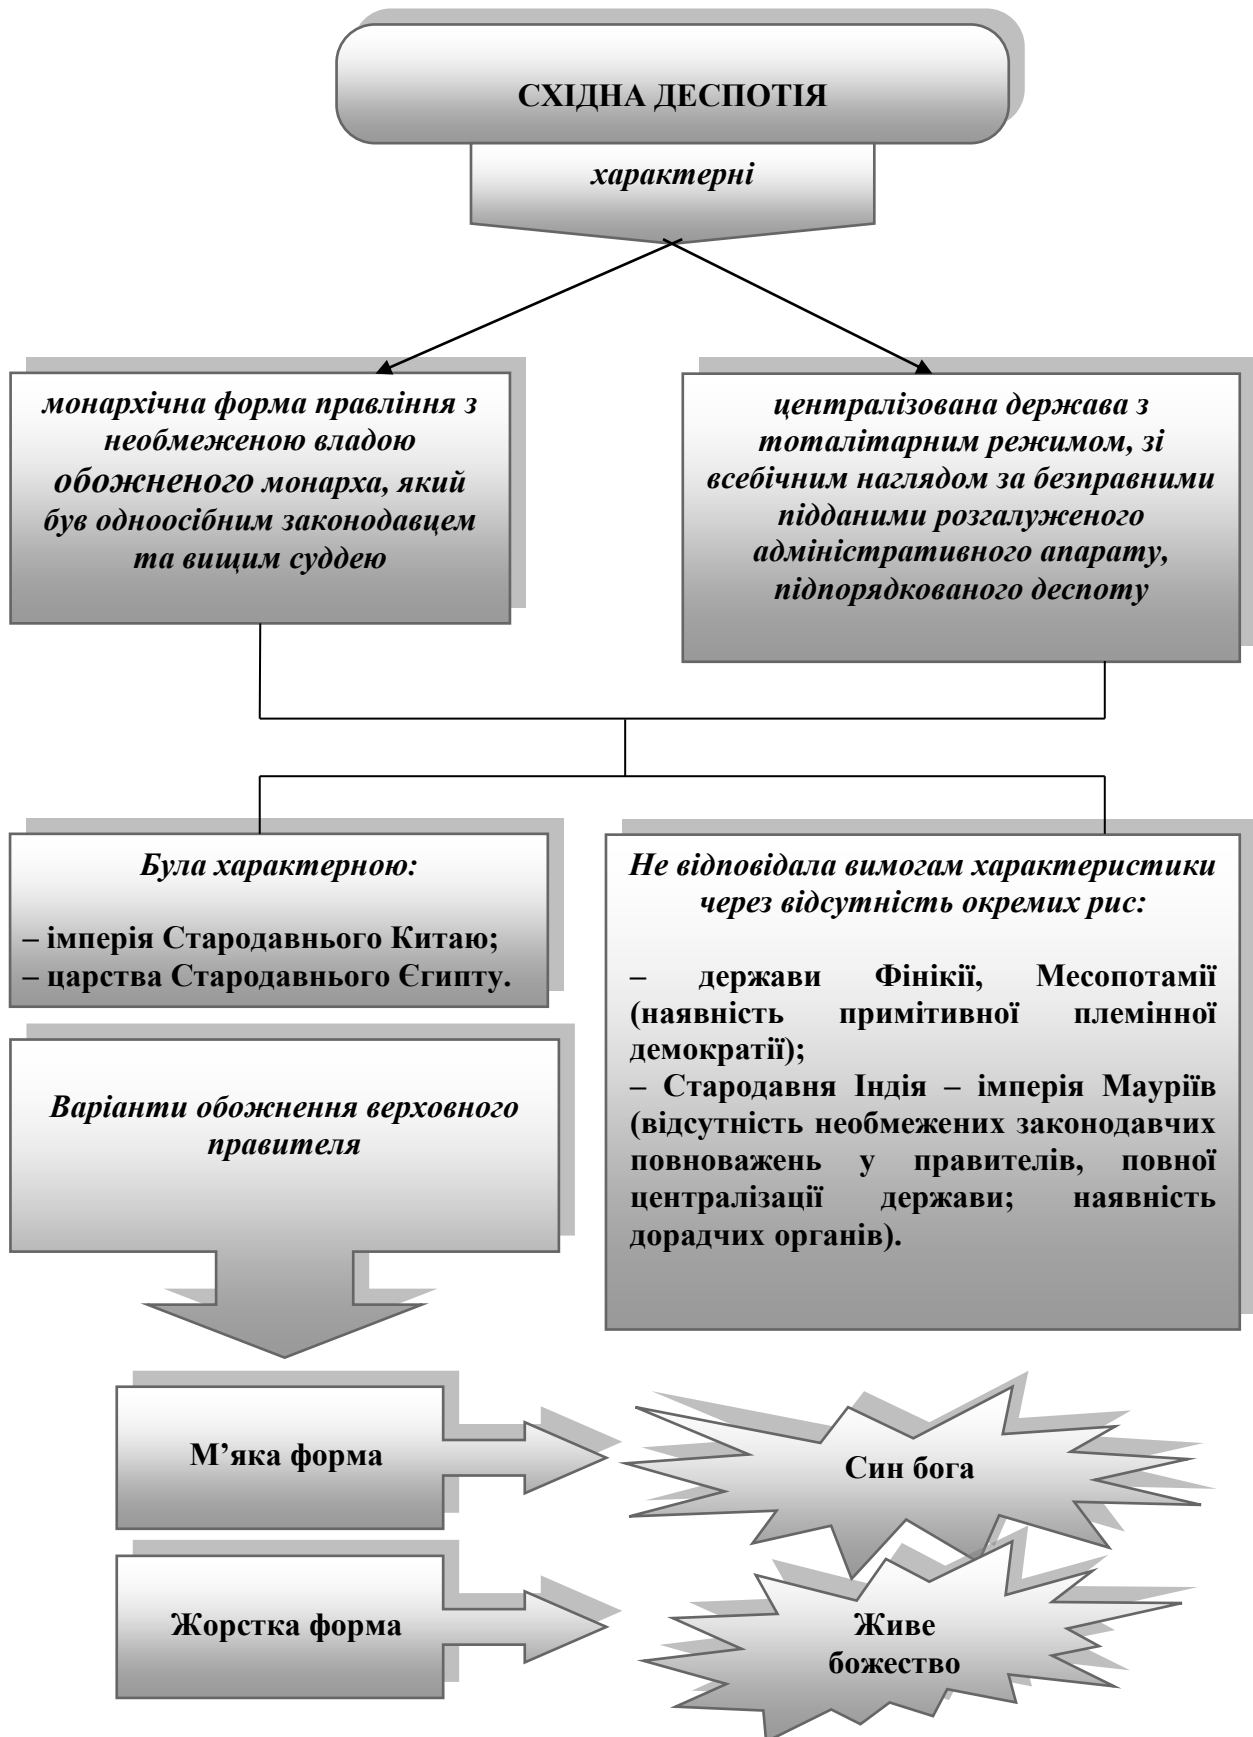 СХІДНА ДЕСПОТІЯ
характерні
монархічна форма правління з
необмеженою владою
обожненого монарха, який
був одноосібним законодавцем
та вищим суддею
централізована держава з
тоталітарним режимом, зі
всебічним наглядом за безправними
підданими розгалуженого
адміністративного апарату,
підпорядкованого деспоту
Була характерною:
– імперія Стародавнього Китаю;
– царства Стародавнього Єгипту.
Не відповідала вимогам характеристики
через відсутність окремих рис:
– держави Фінікії, Месопотамії
(наявність примітивної племінної
демократії);
– Стародавня Індія – імперія Мауріїв
(відсутність необмежених законодавчих
повноважень у правителів, повної
централізації держави; наявність
дорадчих органів).
Варіанти обожнення верховного
правителя
М’яка форма
Син бога
Жорстка форма
Живе
божество